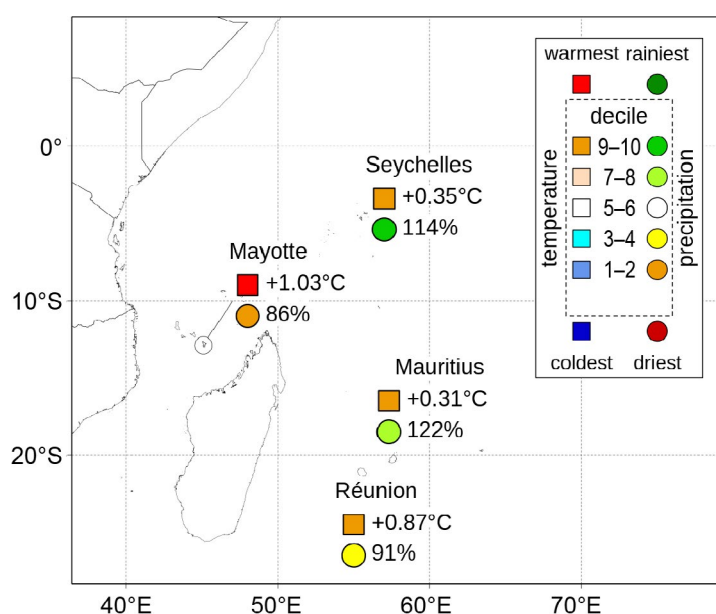 warmest rainiest
decile
9–10
7–8
5–6
3–4
1–2
temperature
precipitation
coldest driest
0°
10°S
20°S
Seychelles
+0.35°C
114%
Mayotte
+1.03°C
86%
Mauritius
+0.31°C
122%
Réunion
+0.87°C
91%
40°E 50°E 60°E 70°E